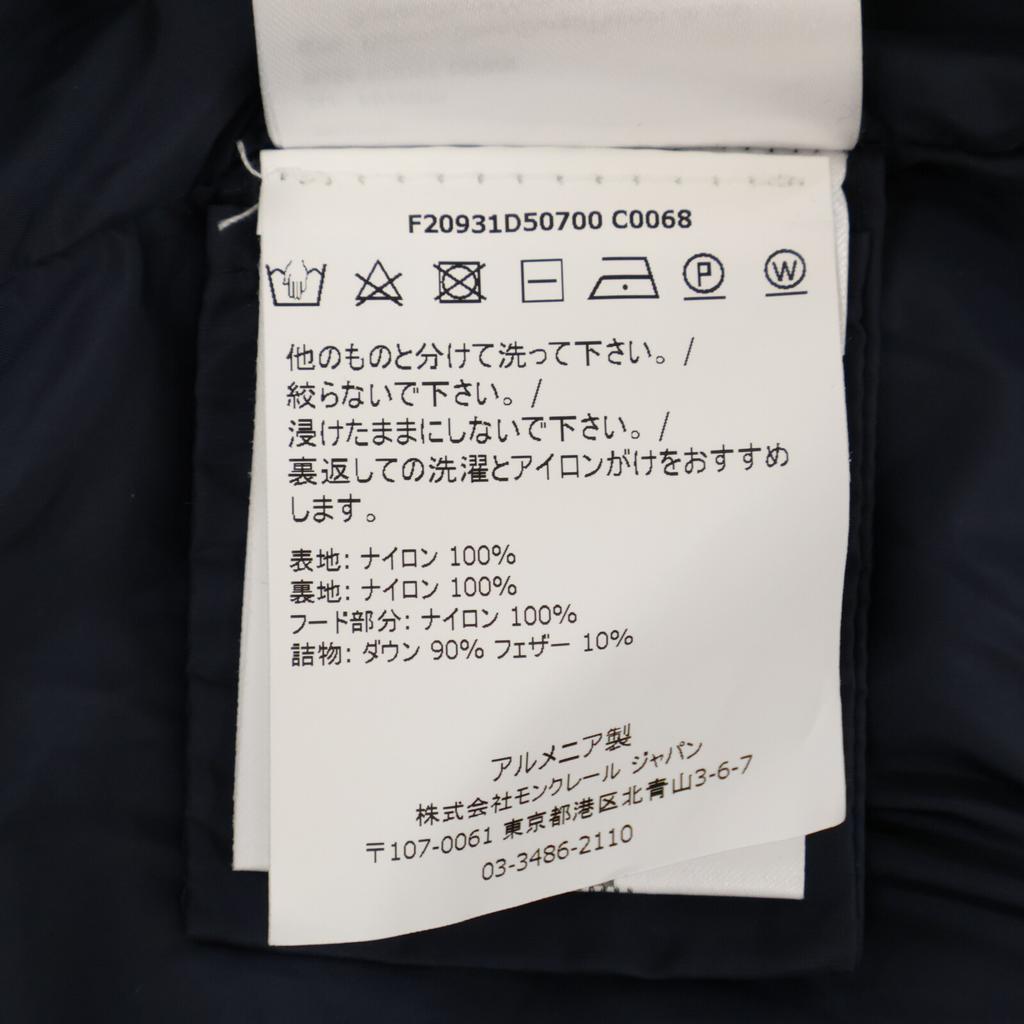 F20931D50700 C0068
P W
他のものと分けて洗って下さい。/
絞らないで下さい。/
浸けたままにしないで下さい。/
裏返しての洗濯とアイロンがけをおすすめ
します。
表地: ナイロン 100%
裏地: ナイロン 100%
フード部分: ナイロン 100%
詰物: ダウン 90% フェザー 10%
アルメニア製
株式会社モンクレール ジャパン
〒107-0061 東京都港区北青山3-6-7
03-3486-2110